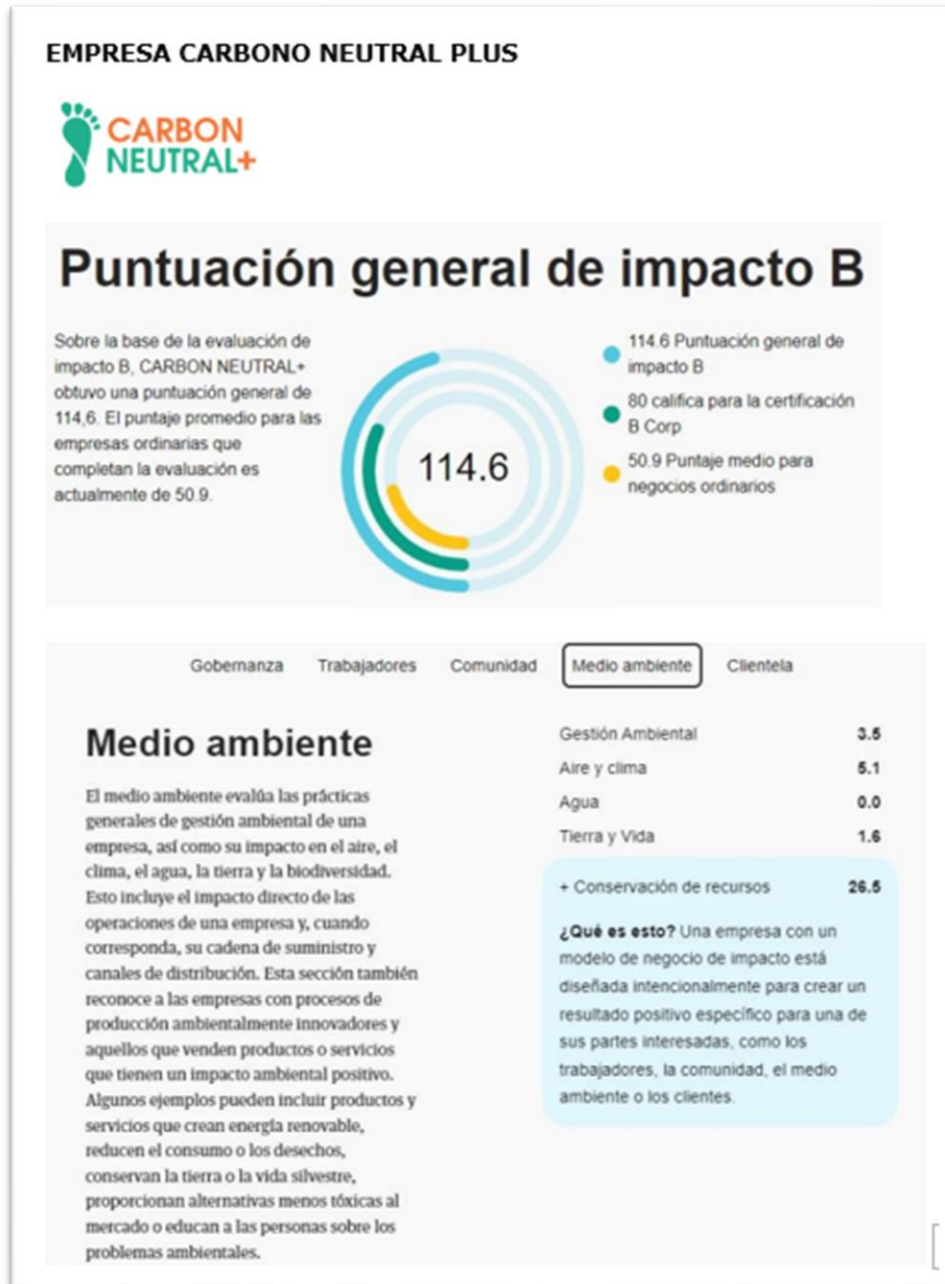 EMPRESA CARBONO NEUTRAL PLUS
CARBON
NEUTRAL+
Puntuación general de impacto B
Sobre la base de la evaluación de
impacto B, CARBON NEUTRAL+
obtuvo una puntuación general de
114,6. El puntaje promedio para las
empresas ordinarias que
completan la evaluación es
actualmente de 50.9.
114.6
114.6 Puntuación general de
impacto B
80 califica para la certificación
B Corp
50.9 Puntaje medio para
negocios ordinarios
Gobernanza Trabajadores Comunidad Medio ambiente Clientela
Medio ambiente
El medio ambiente evalúa las prácticas
generales de gestión ambiental de una
empresa, así como su impacto en el aire, el
clima, el agua, la tierra y la biodiversidad.
Esto incluye el impacto directo de las
operaciones de una empresa y, cuando
corresponda, su cadena de suministro y
canales de distribución. Esta sección también
reconoce a las empresas con procesos de
producción ambientalmente innovadores y
aquellos que venden productos o servicios
que tienen un impacto ambiental positivo.
Algunos ejemplos pueden incluir productos y
servicios que crean energía renovable,
reducen el consumo o los desechos,
conservan la tierra o la vida silvestre,
proporcionan alternativas menos tóxicas al
mercado o educan a las personas sobre los
problemas ambientales.
Gestión Ambiental 3.5
Aire y clima 5.1
Agua 0.0
Tierra y Vida 1.6
+ Conservación de recursos 26.5
¿Qué es esto? Una empresa con un
modelo de negocio de impacto está
diseñada intencionalmente para crear un
resultado positivo específico para una de
sus partes interesadas, como los
trabajadores, la comunidad, el medio
ambiente o los clientes.